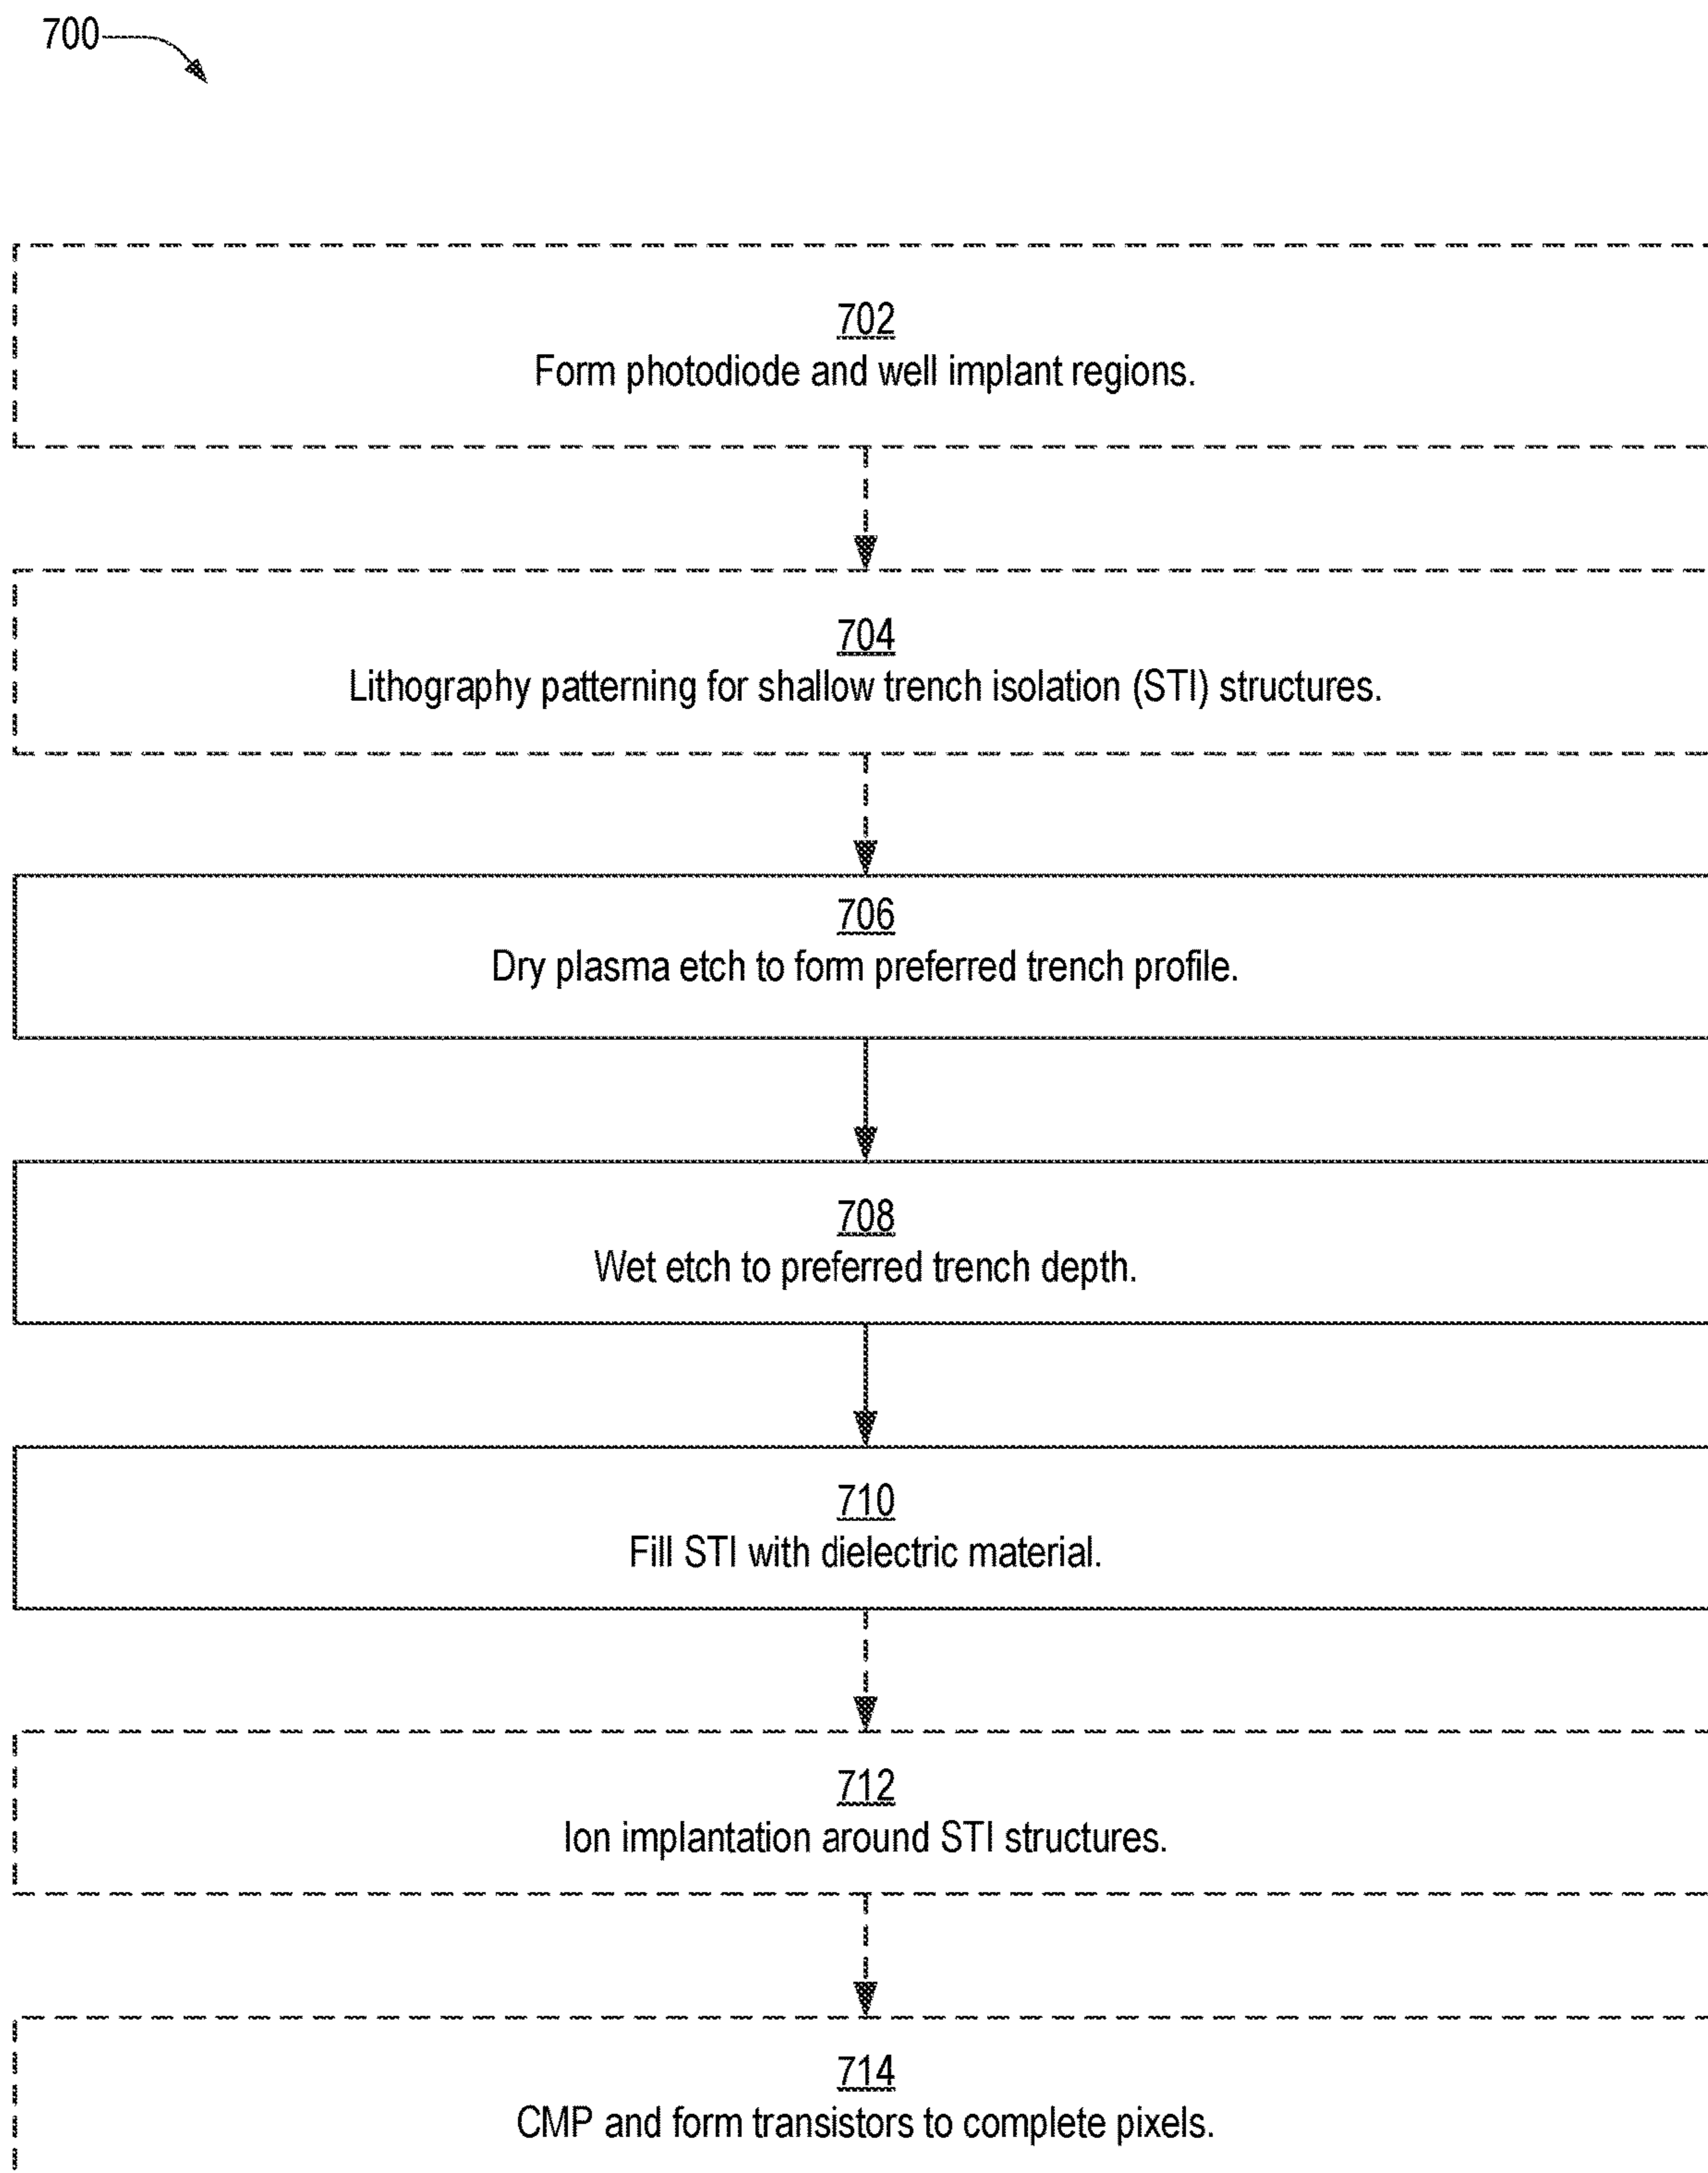 700
702
Form photodiode and well implant regions.
704
Lithography patterning for shallow trench isolation (STI) structures.
706
Dry plasma etch to form preferred trench profile.
708
Wet etch to preferred trench depth.
710
Fill STI with dielectric material.
712
Ion implantation around STI structures.
714
CMP and form transistors to complete pixels.